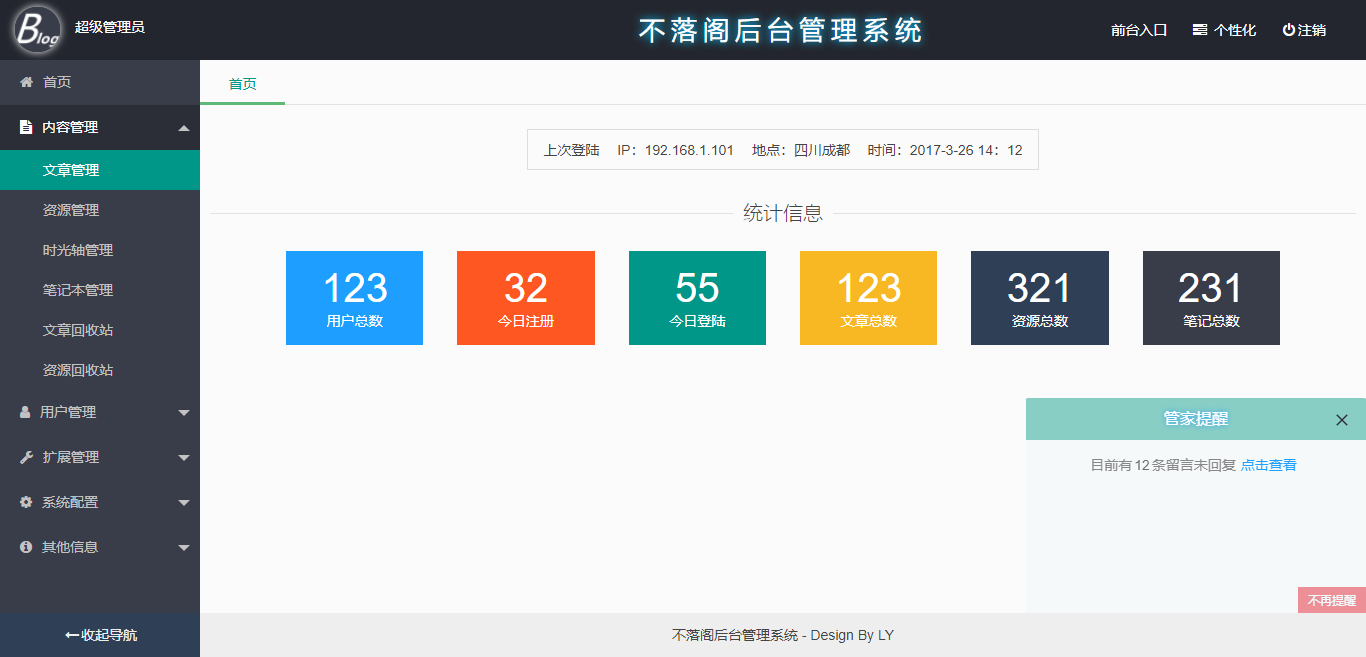 Blog
超级管理员
不落阁后台管理系统
前台入口
个性化
注销
首页
内容管理
文章管理
资源管理
时光轴管理
笔记本管理
文章回收站
资源回收站
用户管理
扩展管理
系统配置
其他信息
收起导航
首页
上次登陆 IP：192.168.1.101 地点：四川成都 时间：2017-3-26 14：12
统计信息
123
用户总数
32
今日注册
55
今日登陆
123
文章总数
321
资源总数
231
笔记总数
管家提醒
目前有12条留言未回复 点击查看
不再提醒
不落阁后台管理系统 - Design By LY